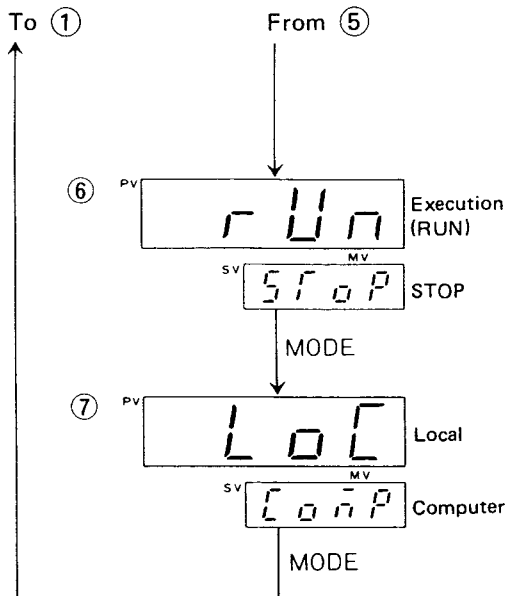 To ① From ⑤
⑥ PV rUn Execution
(RUN)
MV
SV SToP STOP
MODE
⑦ PV LoC Local
MV
SV Com̄P Computer
MODE